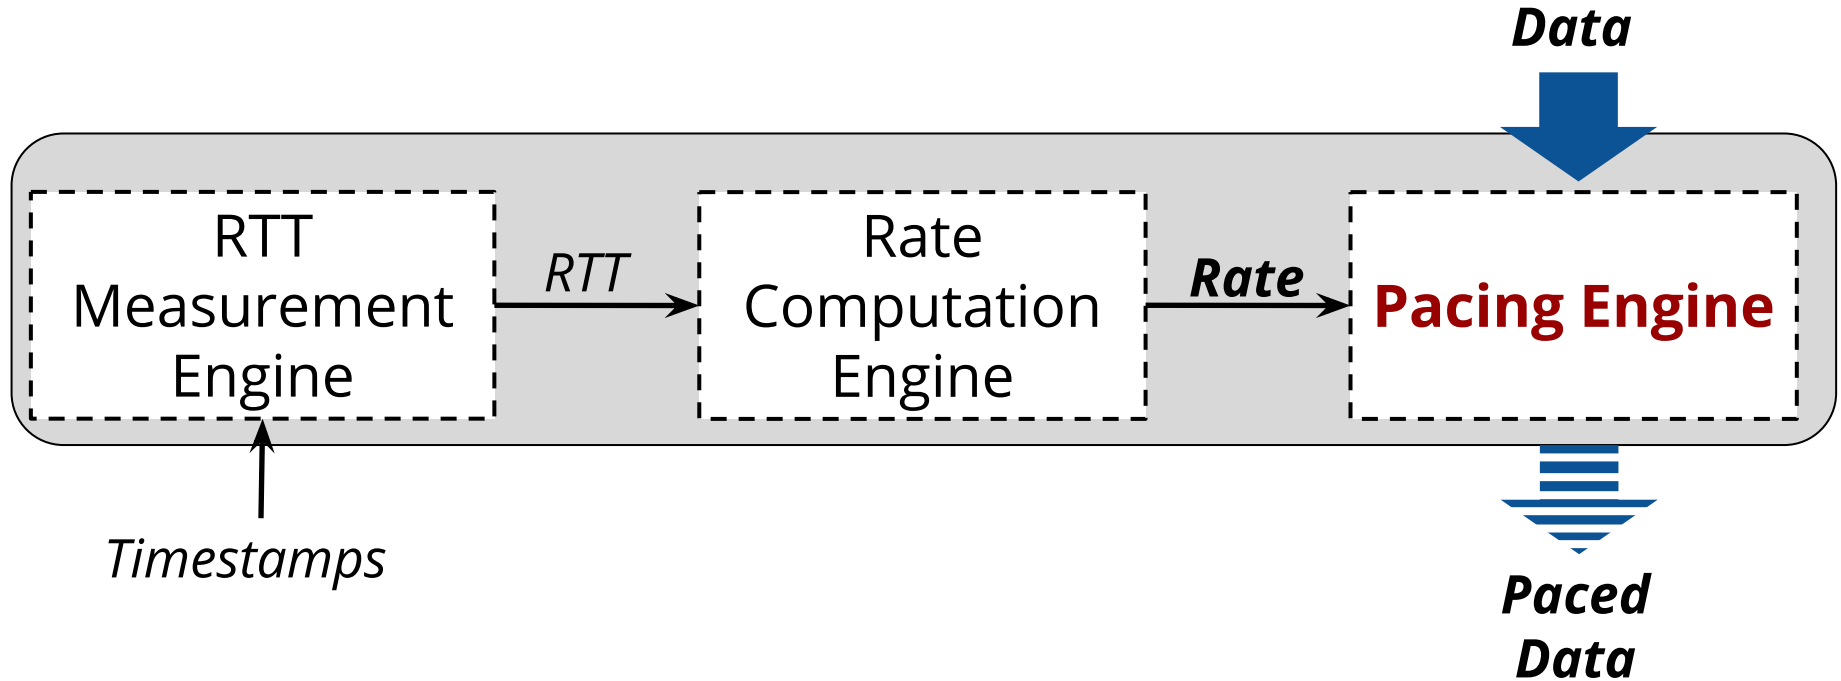 Data
RTT
Measurement
Engine
RTT
Rate
Computation
Engine
Rate
Pacing Engine
Timestamps
Paced
Data